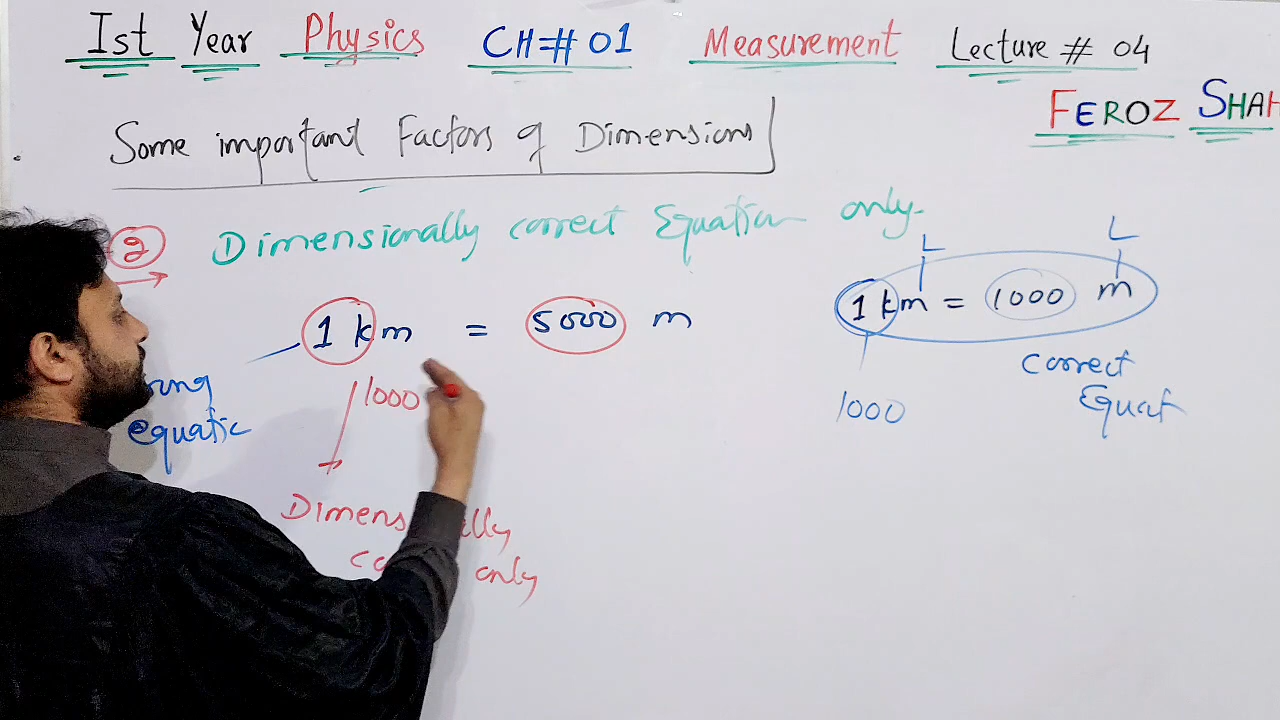 Ist Year Physics CH# 01 Measurement Lecture # 04
FEROZ SHAH
Some important Factors of Dimensions
2 Dimensionally correct Equation only.
L L
1 km = 5000 m
1 km = 1000 m
1000
1000
correct
Equat
equatic
only